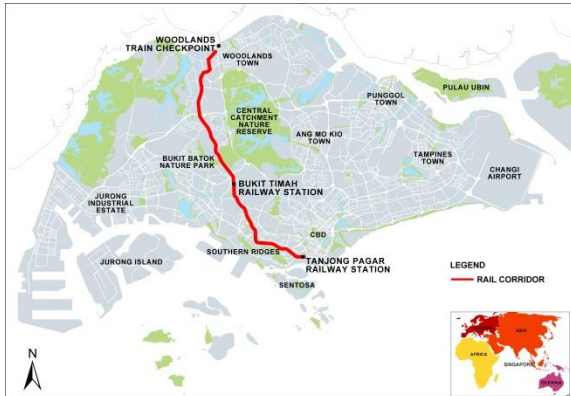 WOODLANDS
TRAIN CHECKPOINT
WOODLANDS
TOWN
PULAU UBIN
PUNGGOL
TOWN
CENTRAL
CATCHMENT
NATURE
RESERVE
ANG MO KIO
TOWN
BUKIT BATOK
NATURE PARK
TAMPINES
TOWN
CHANGI
AIRPORT
BUKIT TIMAH
RAILWAY STATION
JURONG
INDUSTRIAL
ESTATE
CBD
SOUTHERN RIDGES
TANJONG PAGAR
RAILWAY STATION
JURONG ISLAND
SENTOSA
LEGEND
RAIL CORRIDOR
N
ASIA
AFRICA
SINGAPORE
OCEANIA